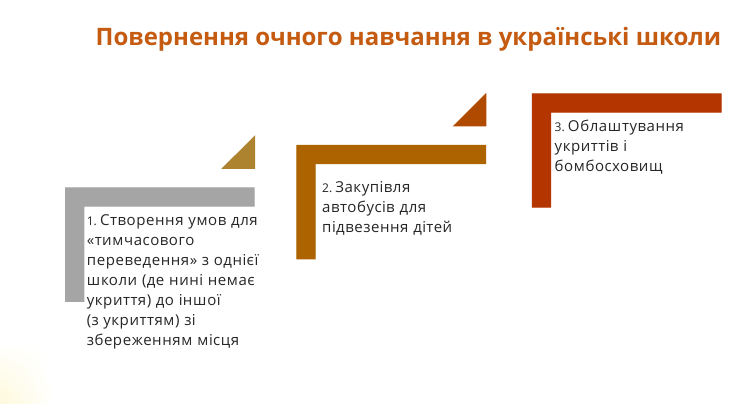 Повернення очного навчання в українські школи
1. Створення умов для
«тимчасового
переведення» з однієї
школи (де нині немає
укриття) до іншої
(з укриттям) зі
збереженням місця
2. Закупівля
автобусів для
підвезення дітей
3. Облаштування
укриттів і
бомбосховищ